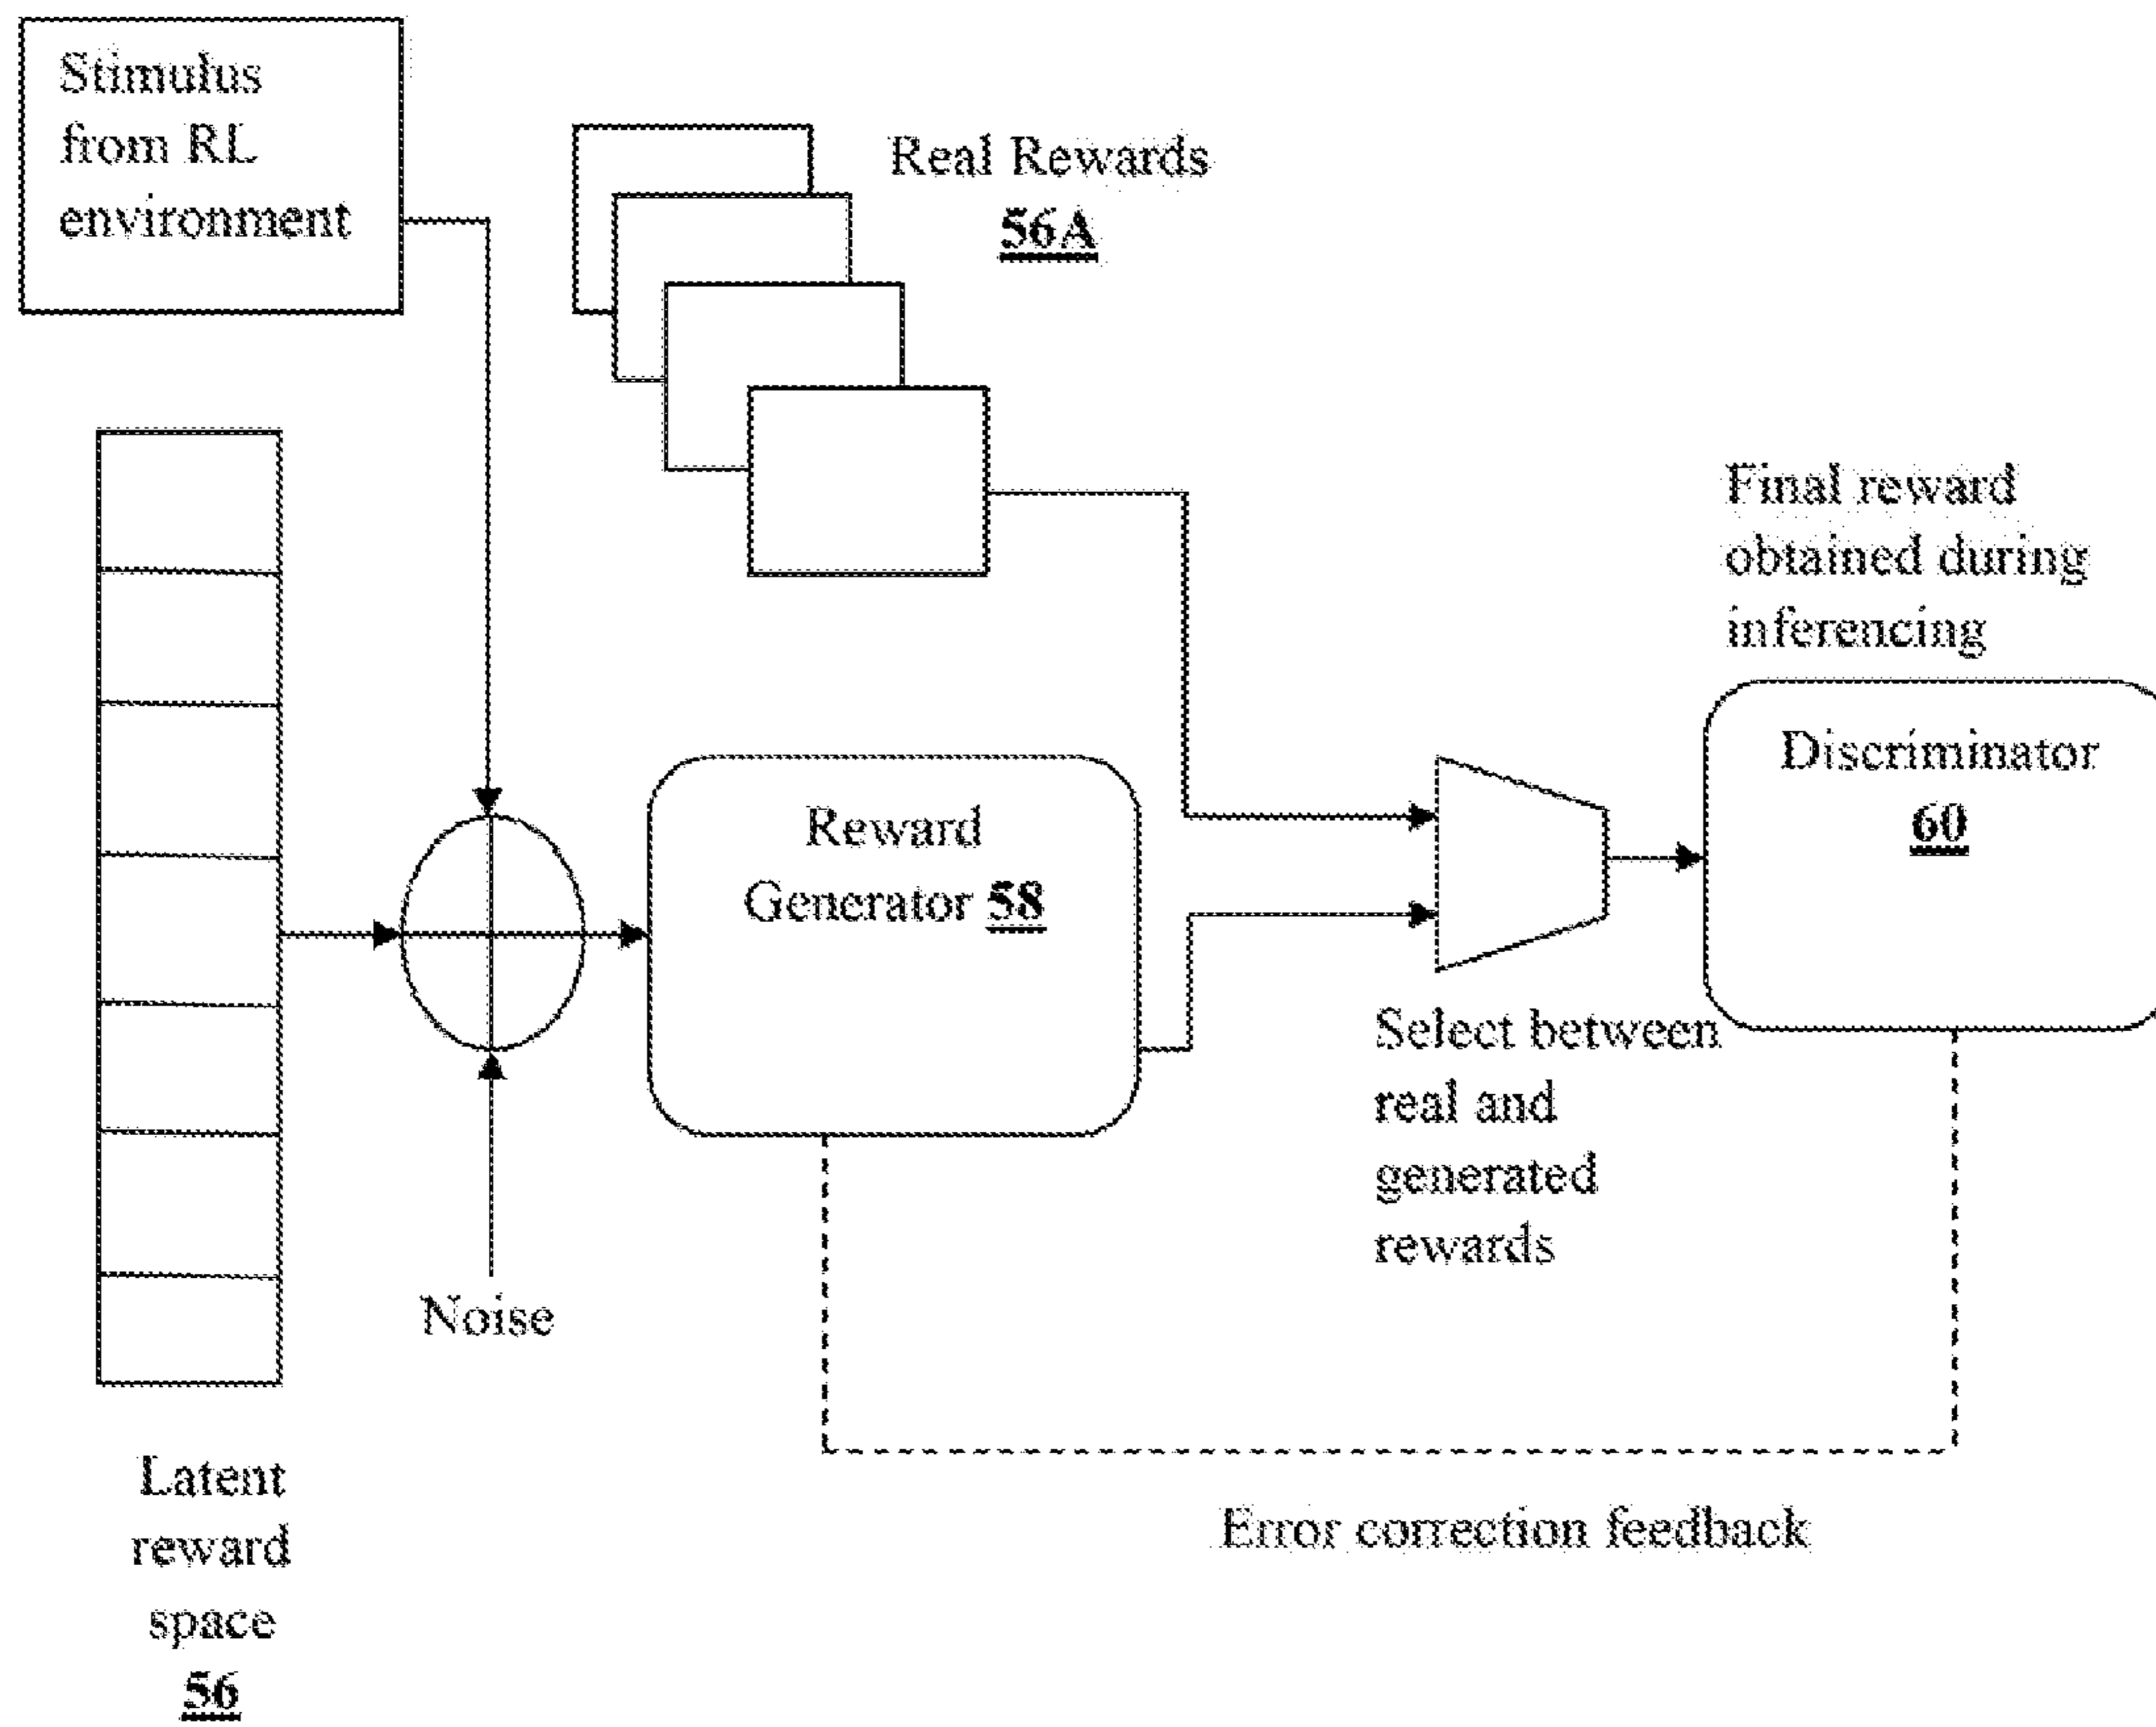 Stimulus
from RL
environment
Real Rewards
56A
Final reward
obtained during
inferencing
Discriminator
60
Reward
Generator 58
Select between
real and
generated
rewards
Noise
Latent
reward
space
56
Error correction feedback